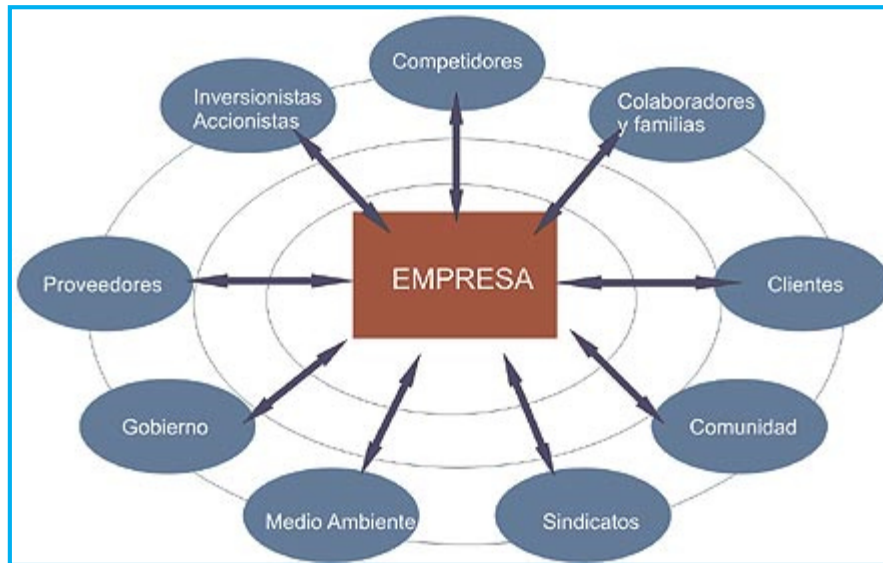 Competidores
Inversionistas
Accionistas
Colaboradores
y familias
Proveedores
EMPRESA
Clientes
Gobierno
Comunidad
Medio Ambiente
Sindicatos